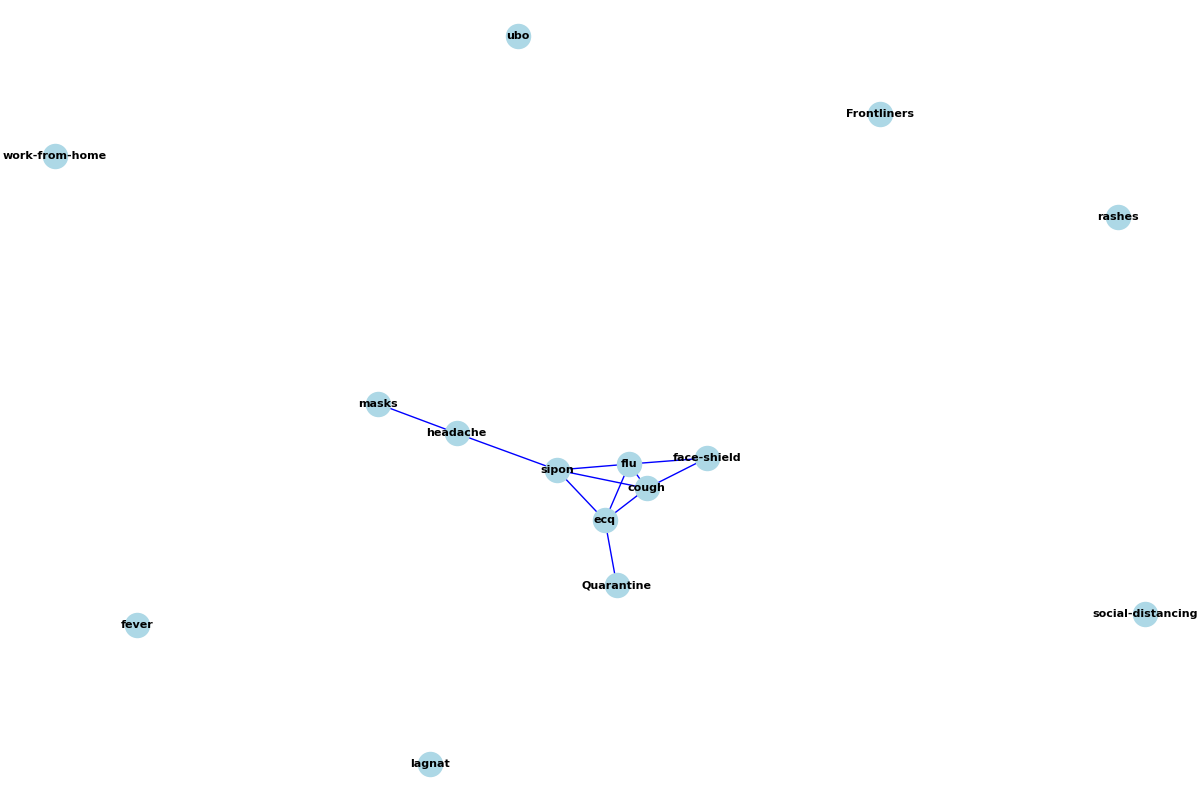 ubo
Frontliners
work-from-home
rashes
masks
headache
face-shield
flu
sipon
cough
ecq
Quarantine
social-distancing
fever
lagnat